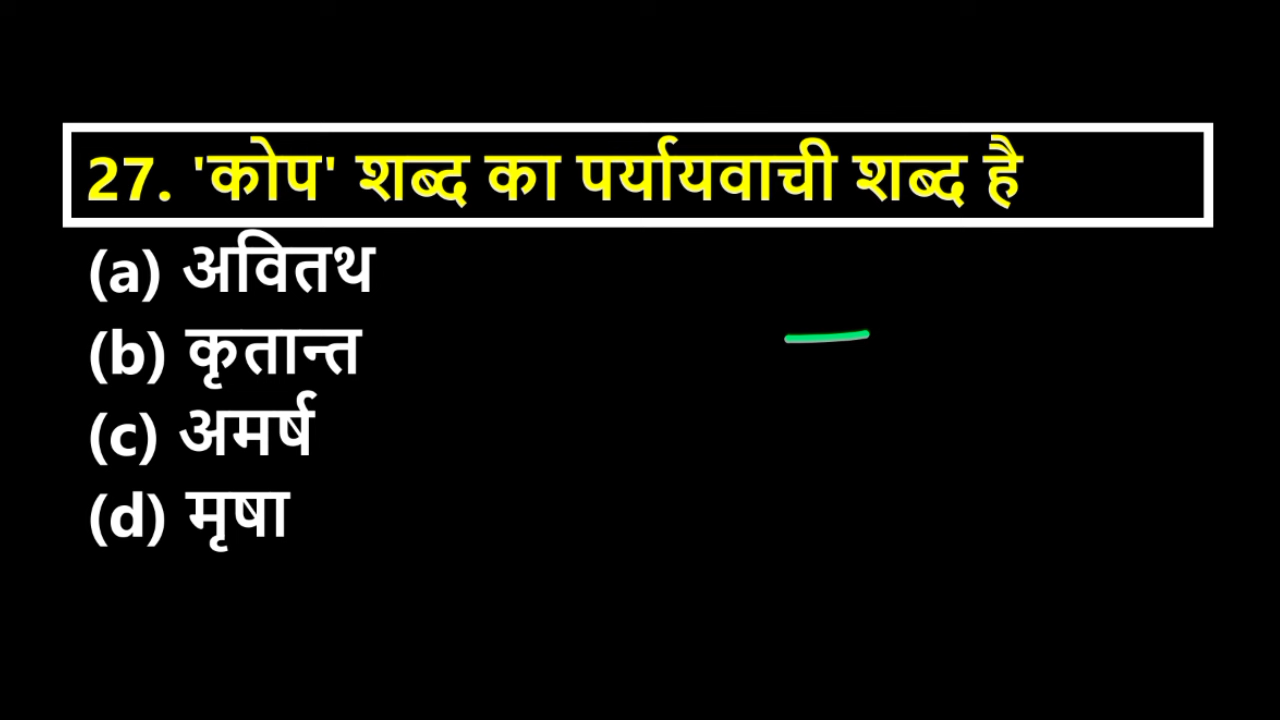 27. 'कोप' शब्द का पर्यायवाची शब्द है
(a) अवितथ
(b) कृतान्त
(c) अमर्ष
(d) मृषा